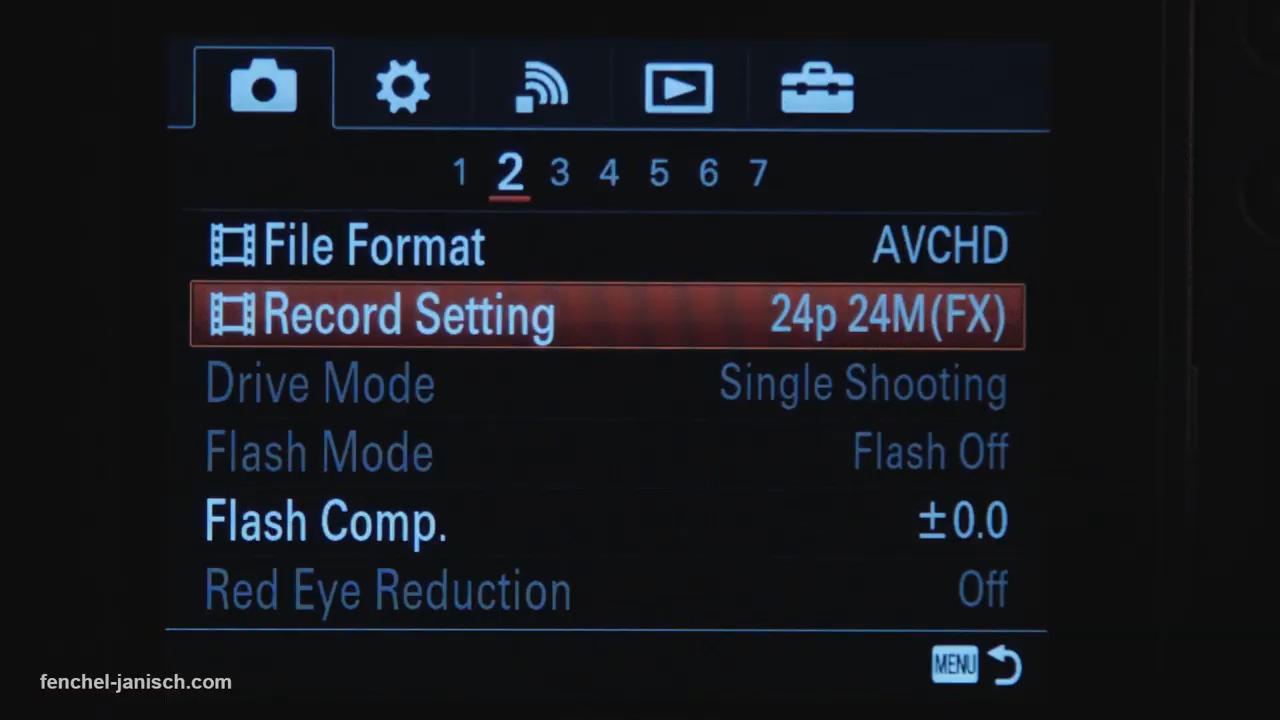 1 2 3 4 5 6 7
File Format AVCHD
Record Setting 24p 24M(FX)
Drive Mode Single Shooting
Flash Mode Flash Off
Flash Comp. ±0.0
Red Eye Reduction Off
MENU
fenchel-janisch.com